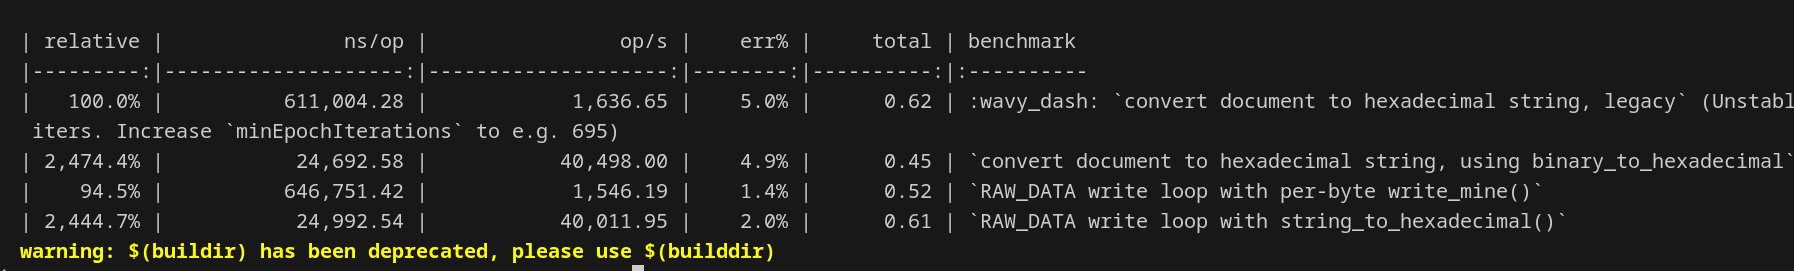 | relative |               ns/op |                op/s |    err% |     total | benchmark
|---------:|--------------------:|--------------------:|--------:|----------:|:----------
|   100.0% |          611,004.28 |            1,636.65 |    5.0% |      0.62 | :wavy_dash: `convert document to hexadecimal string, legacy` (Unstabl
 iters. Increase `minEpochIterations` to e.g. 695)
| 2,474.4% |           24,692.58 |           40,498.00 |    4.9% |      0.45 | `convert document to hexadecimal string, using binary_to_hexadecimal`
|    94.5% |          646,751.42 |            1,546.19 |    1.4% |      0.52 | `RAW_DATA write loop with per-byte write_mine()`
| 2,444.7% |           24,992.54 |           40,011.95 |    2.0% |      0.61 | `RAW_DATA write loop with string_to_hexadecimal()`
warning: $(buildir) has been deprecated, please use $(builddir)